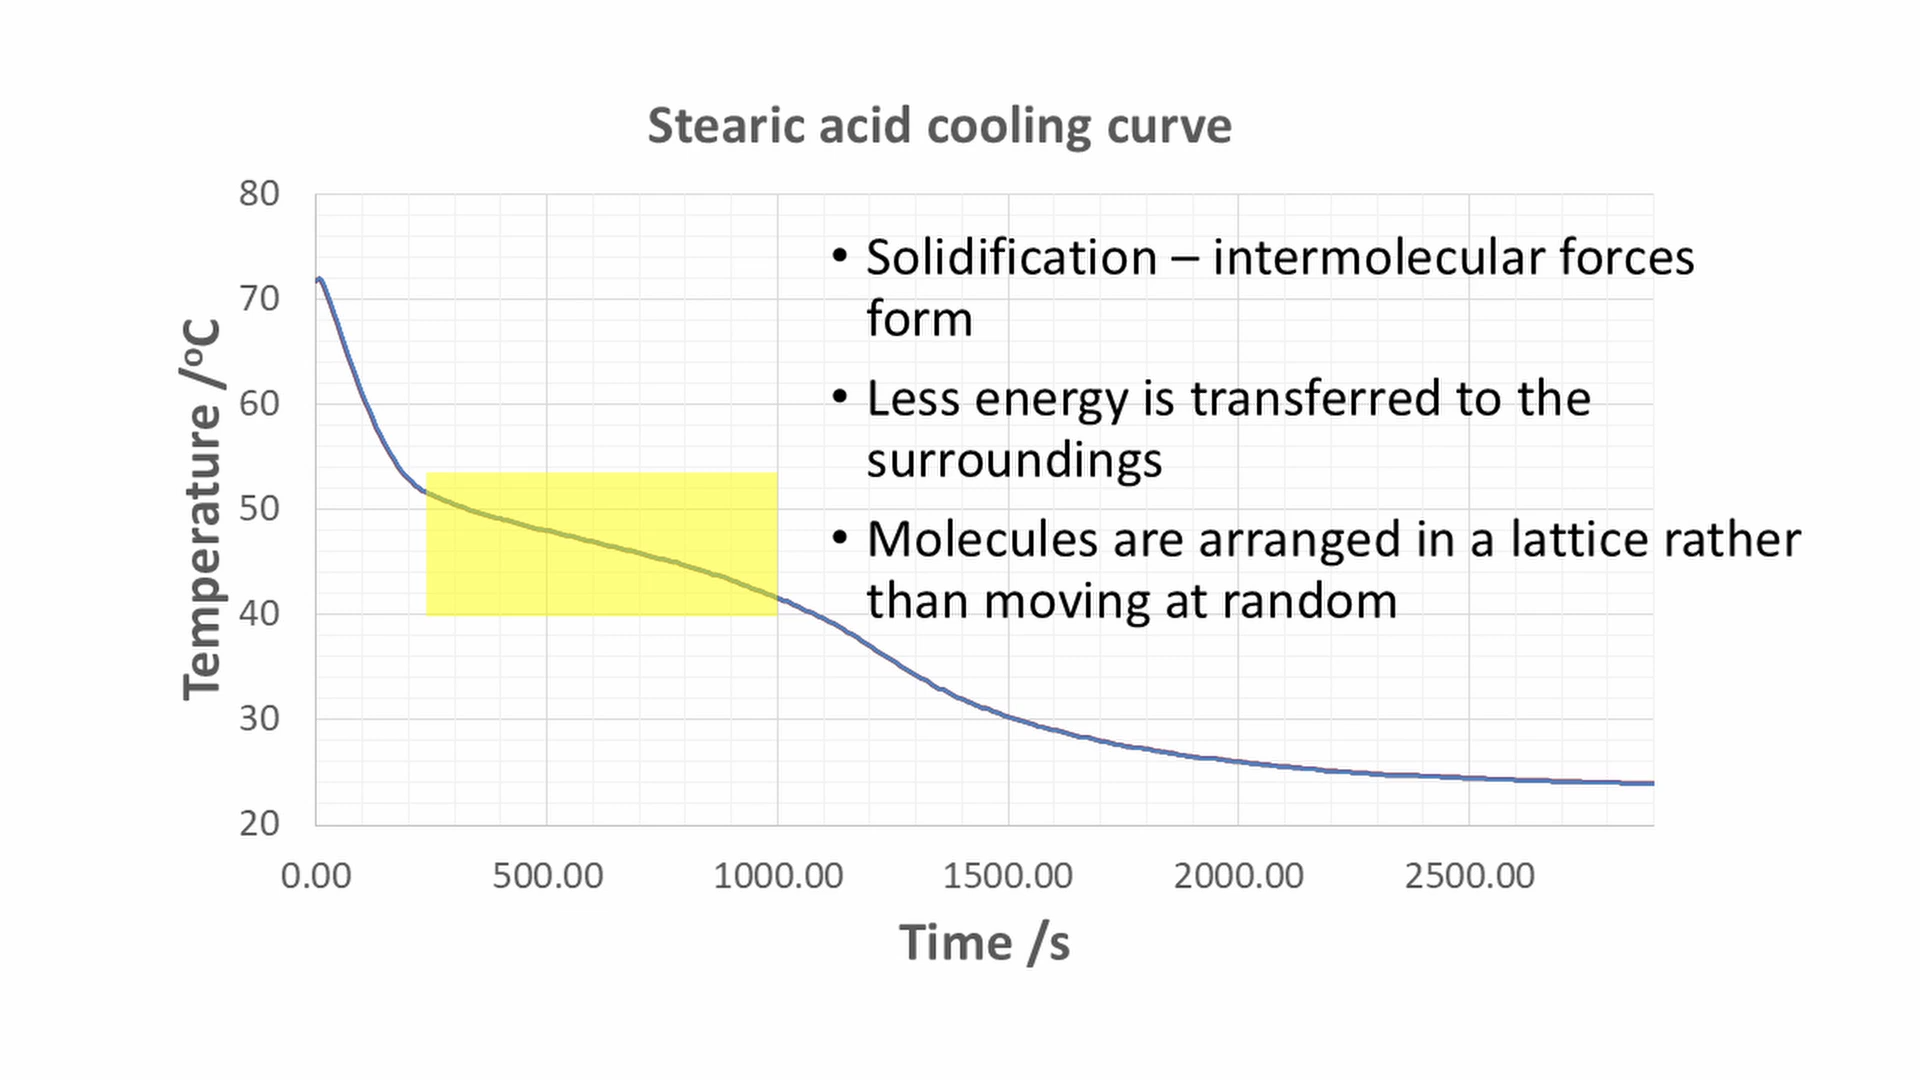 Stearic acid cooling curve
80
70
60
50
40
30
20
Temperature /°C
• Solidification – intermolecular forces
form
• Less energy is transferred to the
surroundings
• Molecules are arranged in a lattice rather
than moving at random
0.00 500.00 1000.00 1500.00 2000.00 2500.00
Time /s